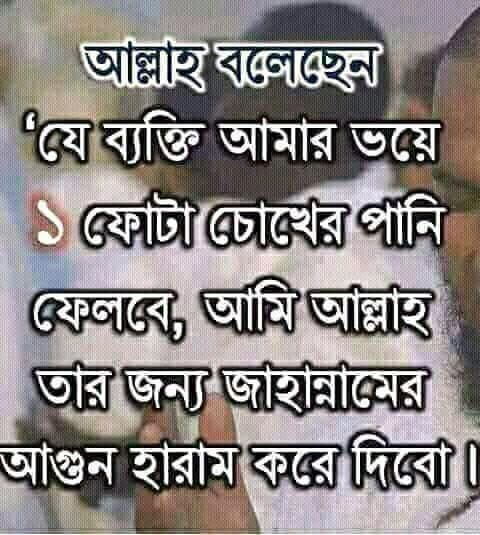 আল্লাহ বলেছেন
‘যে ব্যক্তি আমার ভয়ে
১ ফোটা চোখের পানি
ফেলবে, আমি আল্লাহ
তার জন্য জাহান্নামের
আগুন হারাম করে দিবো।